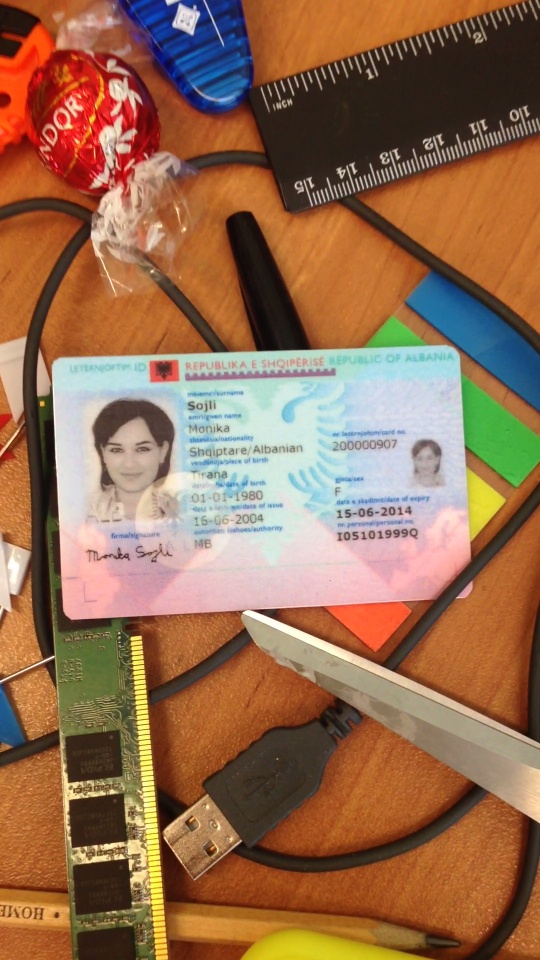 NDOR
INCH
1
2
15
14
13
12
11
10
LETERNJOFTIM ID
REPUBLIKA E SHQIPËRISË REPUBLIC OF ALBANIA
mbiemri/surname
Sojli
emri/given name
Monika
shtetësia/nationality
Shqiptare/Albanian
vendlindja/place of birth
Tirana
datëlindja/date of birth
01-01-1980
data e lëshimit/date of issue
16-06-2004
autoriteti lëshues/authority
MB
nr. letërnjoftimi/card no.
200000907
gjinia/sex
F
data e skadimit/date of expiry
15-06-2014
nr. personal/personal no.
I05101999Q
firma/signature
Monika Sojli
HOME